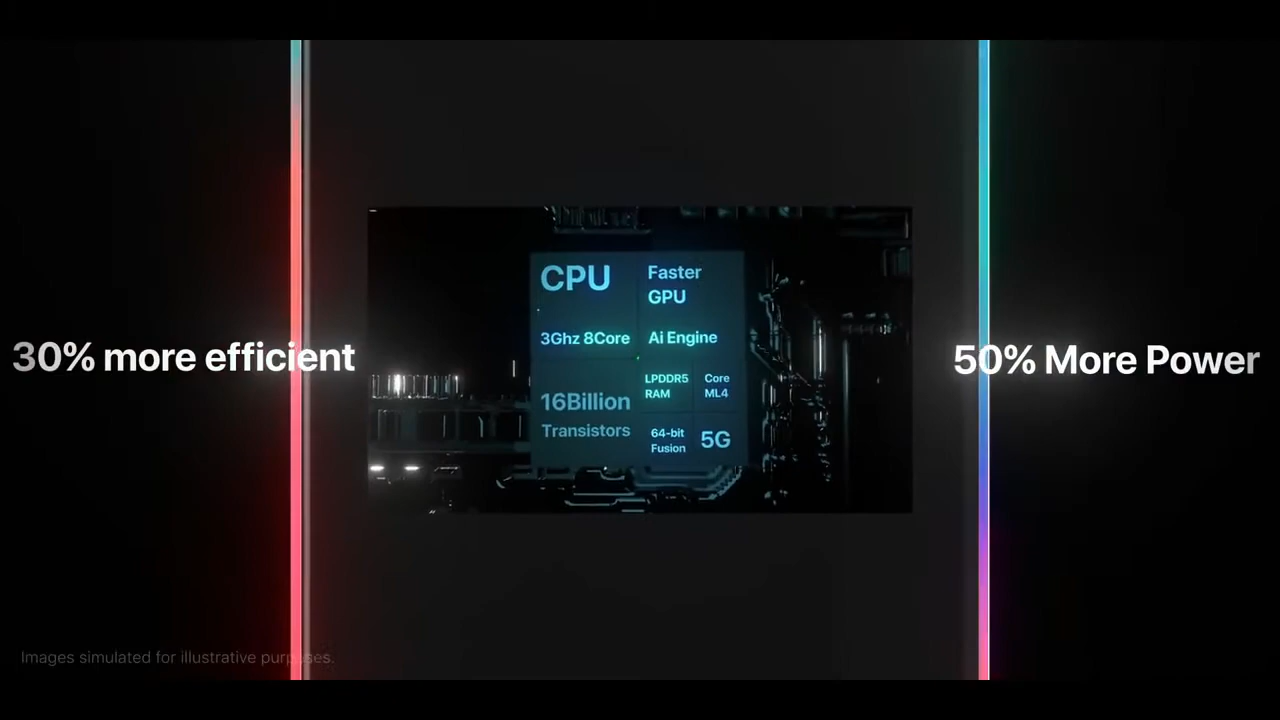 30% more efficient
CPU
3Ghz 8Core
16Billion
Transistors
Faster
GPU
Ai Engine
LPDDR5
RAM
Core
ML4
64-bit
Fusion
5G
50% More Power
Images simulated for illustrative purposes.